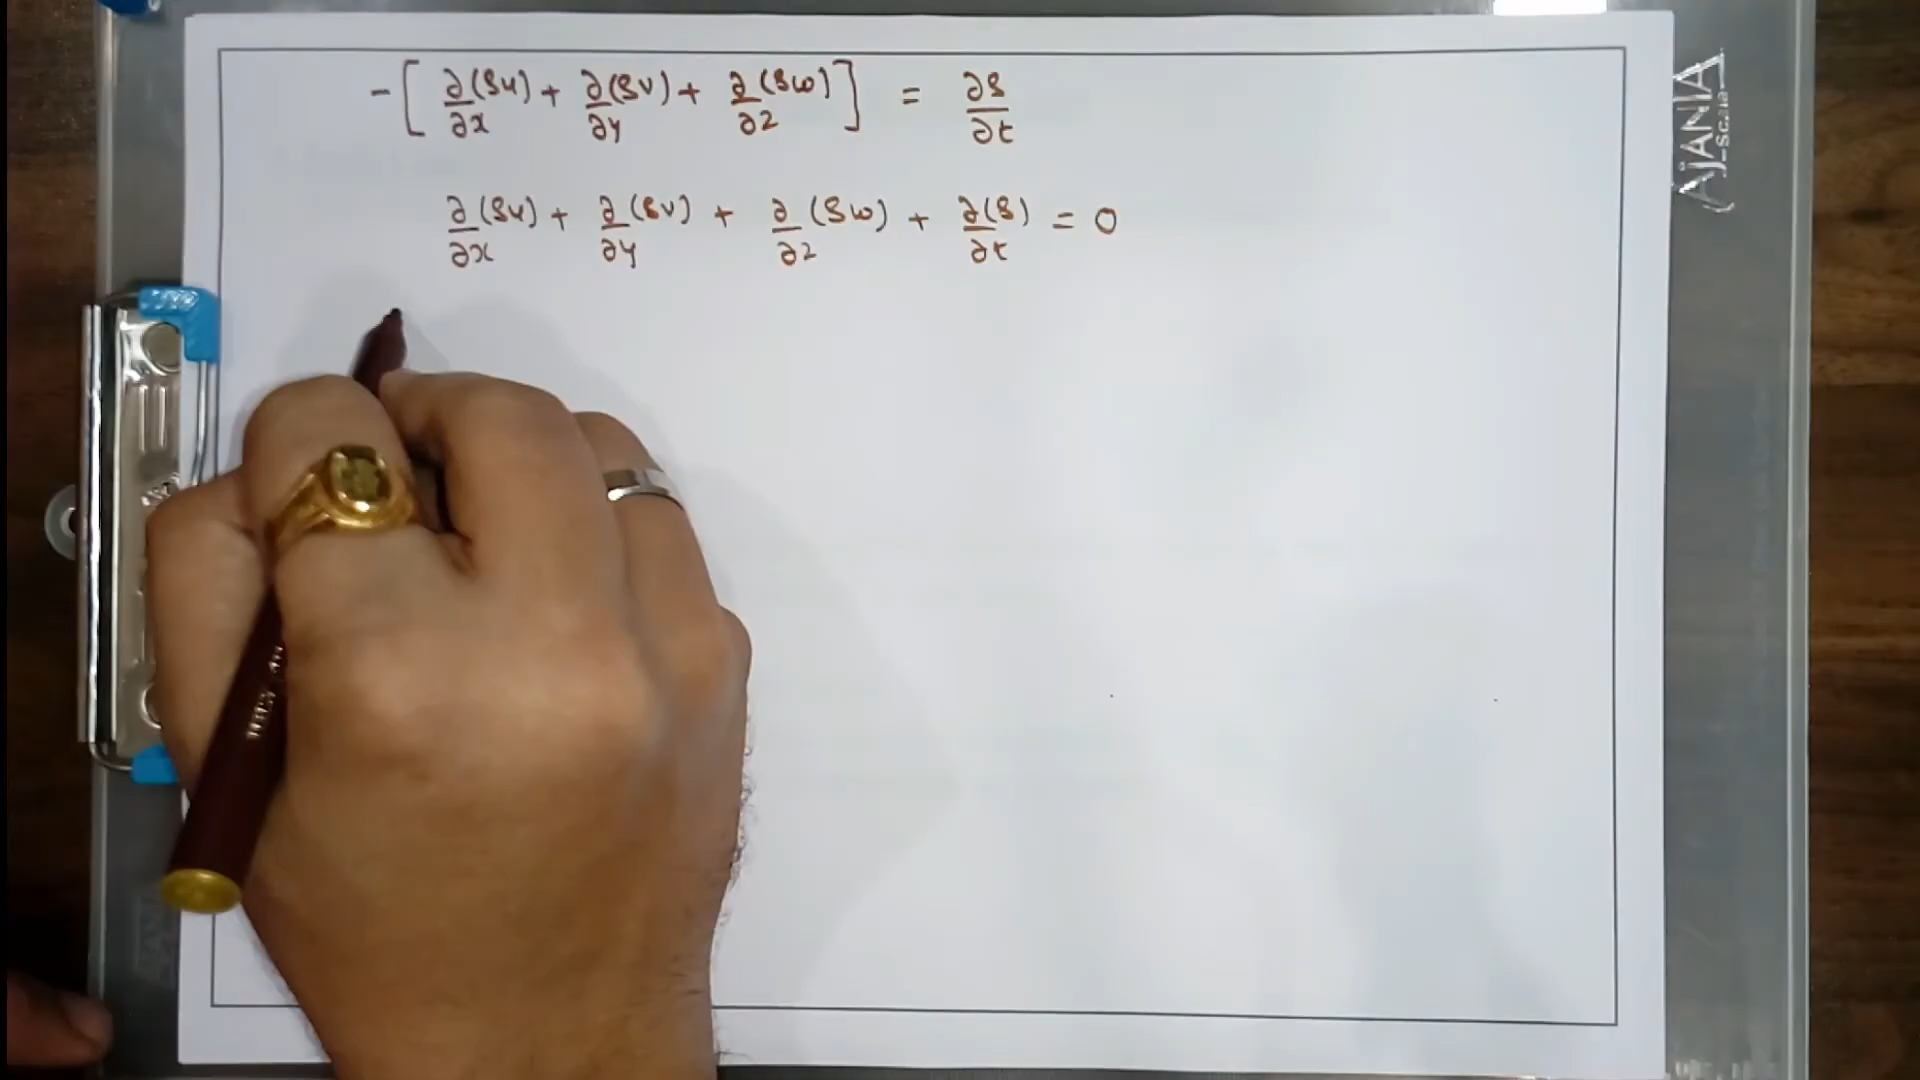 -[∂(ρu)/∂x + ∂(ρv)/∂y + ∂(ρw)/∂z] = ∂ρ/∂t
∂(ρu)/∂x + ∂(ρv)/∂y + ∂(ρw)/∂z + ∂(ρ)/∂t = 0
AJANTA